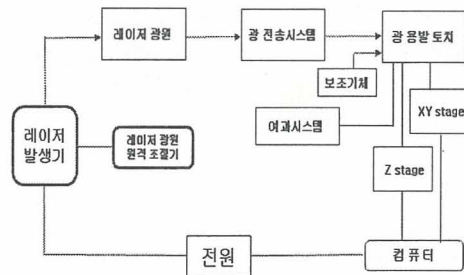 레이저 광원
광 전송시스템
광 용발 토치
보조기체
XY stage
여과시스템
레이저
발생기
레이저 광원
원격 조절기
Z stage
전원
컴퓨터